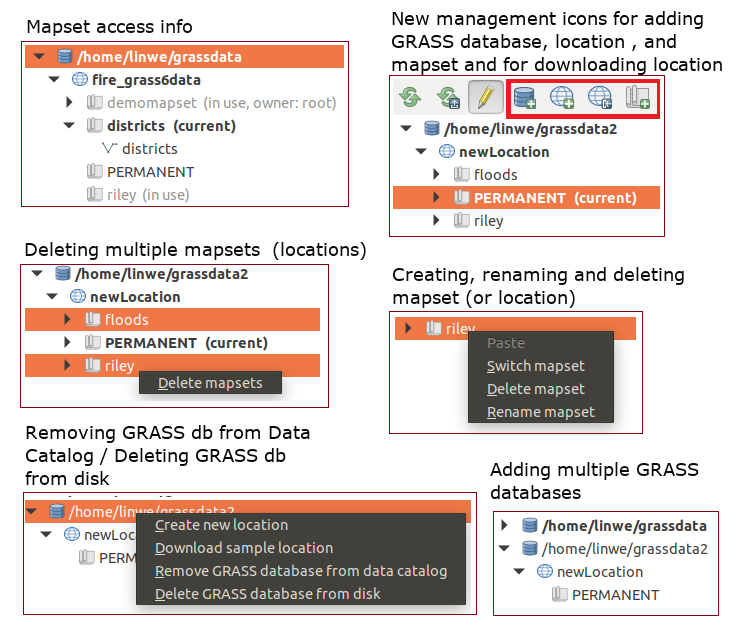 Mapset access info
/home/linwe/grassdata
fire_grass6data
demomapset (in use, owner: root)
districts (current)
districts
PERMANENT
riley (in use)
New management icons for adding
GRASS database, location , and
mapset and for downloading location
/home/linwe/grassdata2
newLocation
floods
PERMANENT (current)
riley
Deleting multiple mapsets (locations)
/home/linwe/grassdata2
newLocation
floods
PERMANENT (current)
riley
Delete mapsets
Creating, renaming and deleting
mapset (or location)
riley
Paste
Switch mapset
Delete mapset
Rename mapset
Removing GRASS db from Data
Catalog / Deleting GRASS db
from disk
/home/linwe/grassdata2
newLoca
PERM
Create new location
Download sample location
Remove GRASS database from data catalog
Delete GRASS database from disk
Adding multiple GRASS
databases
/home/linwe/grassdata
/home/linwe/grassdata2
newLocation
PERMANENT